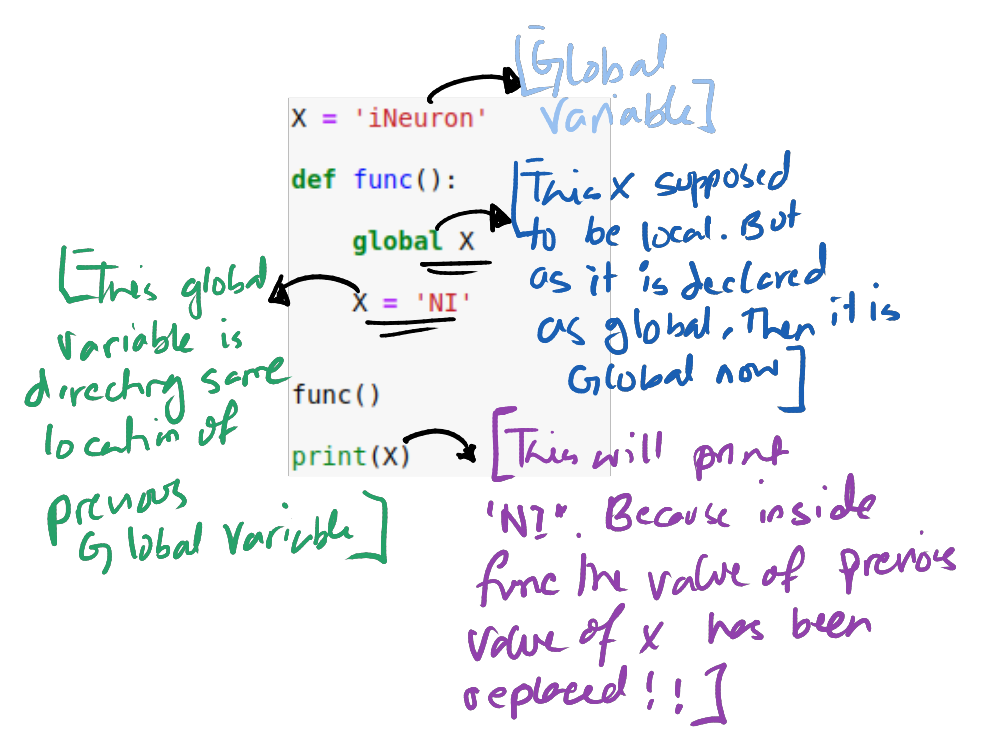 [Global
variable]
X = 'iNeuron'
def func():
global X
X = 'NI'
func()
print(X)
[This X supposed
to be local. But
as it is declared
as global, Then it is
Global now]
[This global
variable is
directing same
location of
previous
Global Variable]
[This will print
'NI'. Because inside
func the value of previous
value of x has been
replaced!!]